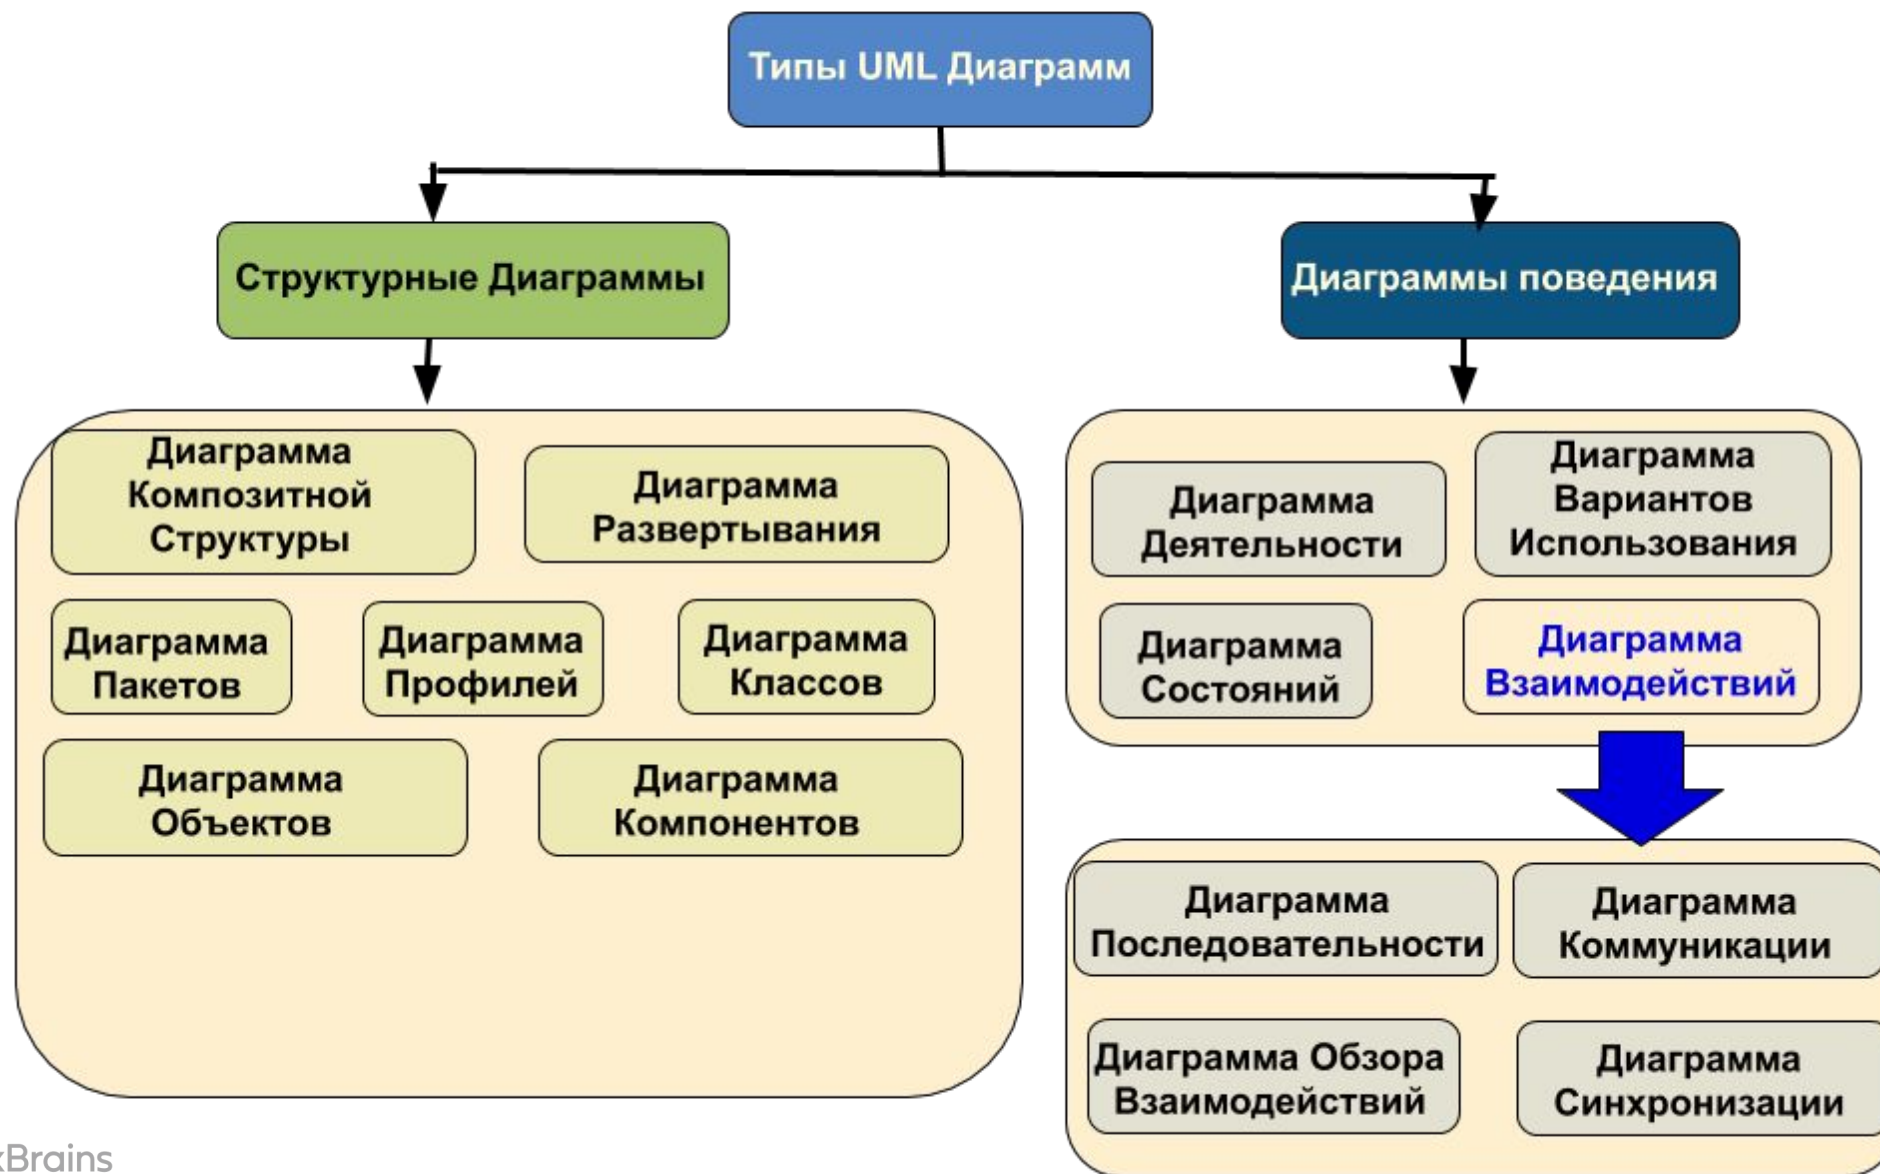 Типы UML Диаграмм
Структурные Диаграммы
Диаграммы поведения
Диаграмма
Композитной
Структуры
Диаграмма
Развертывания
Диаграмма
Пакетов
Диаграмма
Профилей
Диаграмма
Классов
Диаграмма
Объектов
Диаграмма
Компонентов
Диаграмма
Деятельности
Диаграмма
Вариантов
Использования
Диаграмма
Состояний
Диаграмма
Взаимодействий
Диаграмма
Последовательности
Диаграмма
Коммуникации
Диаграмма Обзора
Взаимодействий
Диаграмма
Синхронизации